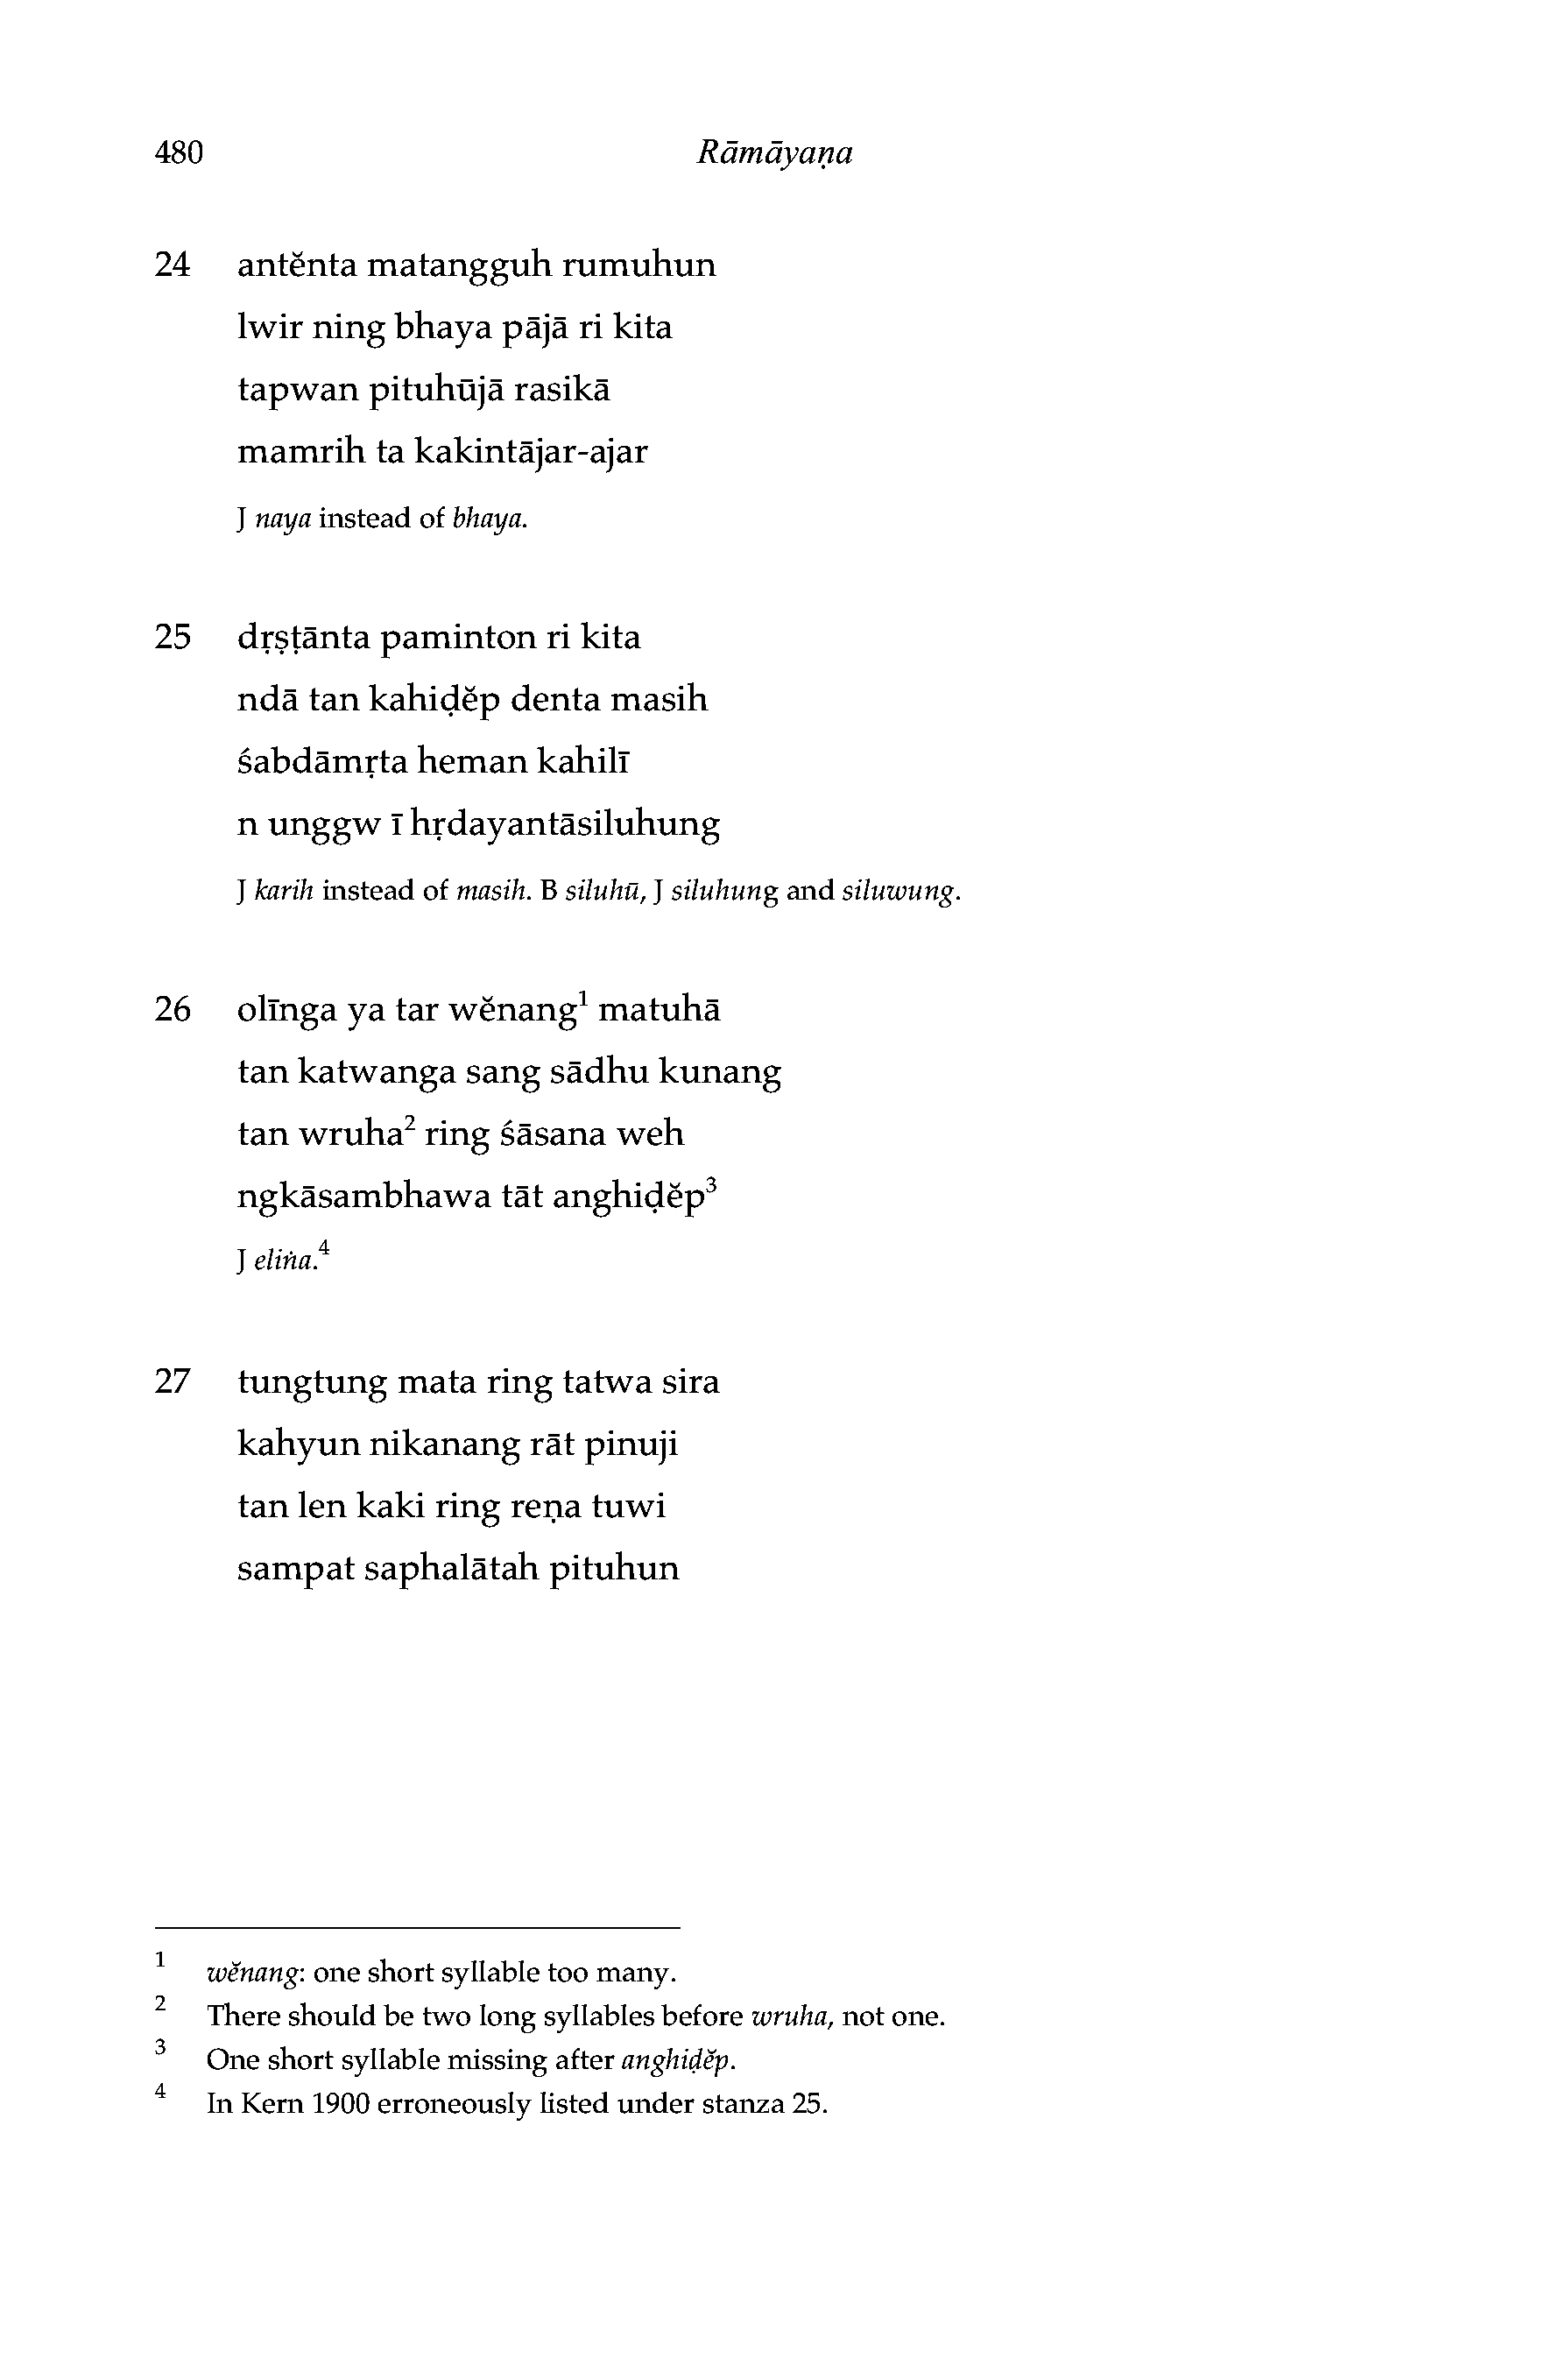 480 Rāmāyaṇa
24 antĕnta matangguh rumuhun
lwir ning bhaya pājā ri kita
tapwan pituhūjā rasikā
mamrih ta kakintājar-ajar
J naya instead of bhaya.
25 dṛṣṭānta paminton ri kita
ndā tan kahiḍĕp denta masih
śabdāmṛta heman kahilī
n unggw ī hṛdayantāsiluhung
J karih instead of masih. B siluhū, J siluhung and siluwung.
26 olīnga ya tar wĕnang¹ matuhā
tan katwanga sang sādhu kunang
tan wruha² ring śāsana weh
ngkāsambhawa tāt anghiḍĕp³
J eliṅa.⁴
27 tungtung mata ring tatwa sira
kahyun nikanang rāt pinuji
tan len kaki ring reṇa tuwi
sampat saphalātah pituhun
1 wĕnang: one short syllable too many.
2 There should be two long syllables before wruha, not one.
3 One short syllable missing after anghiḍĕp.
4 In Kern 1900 erroneously listed under stanza 25.